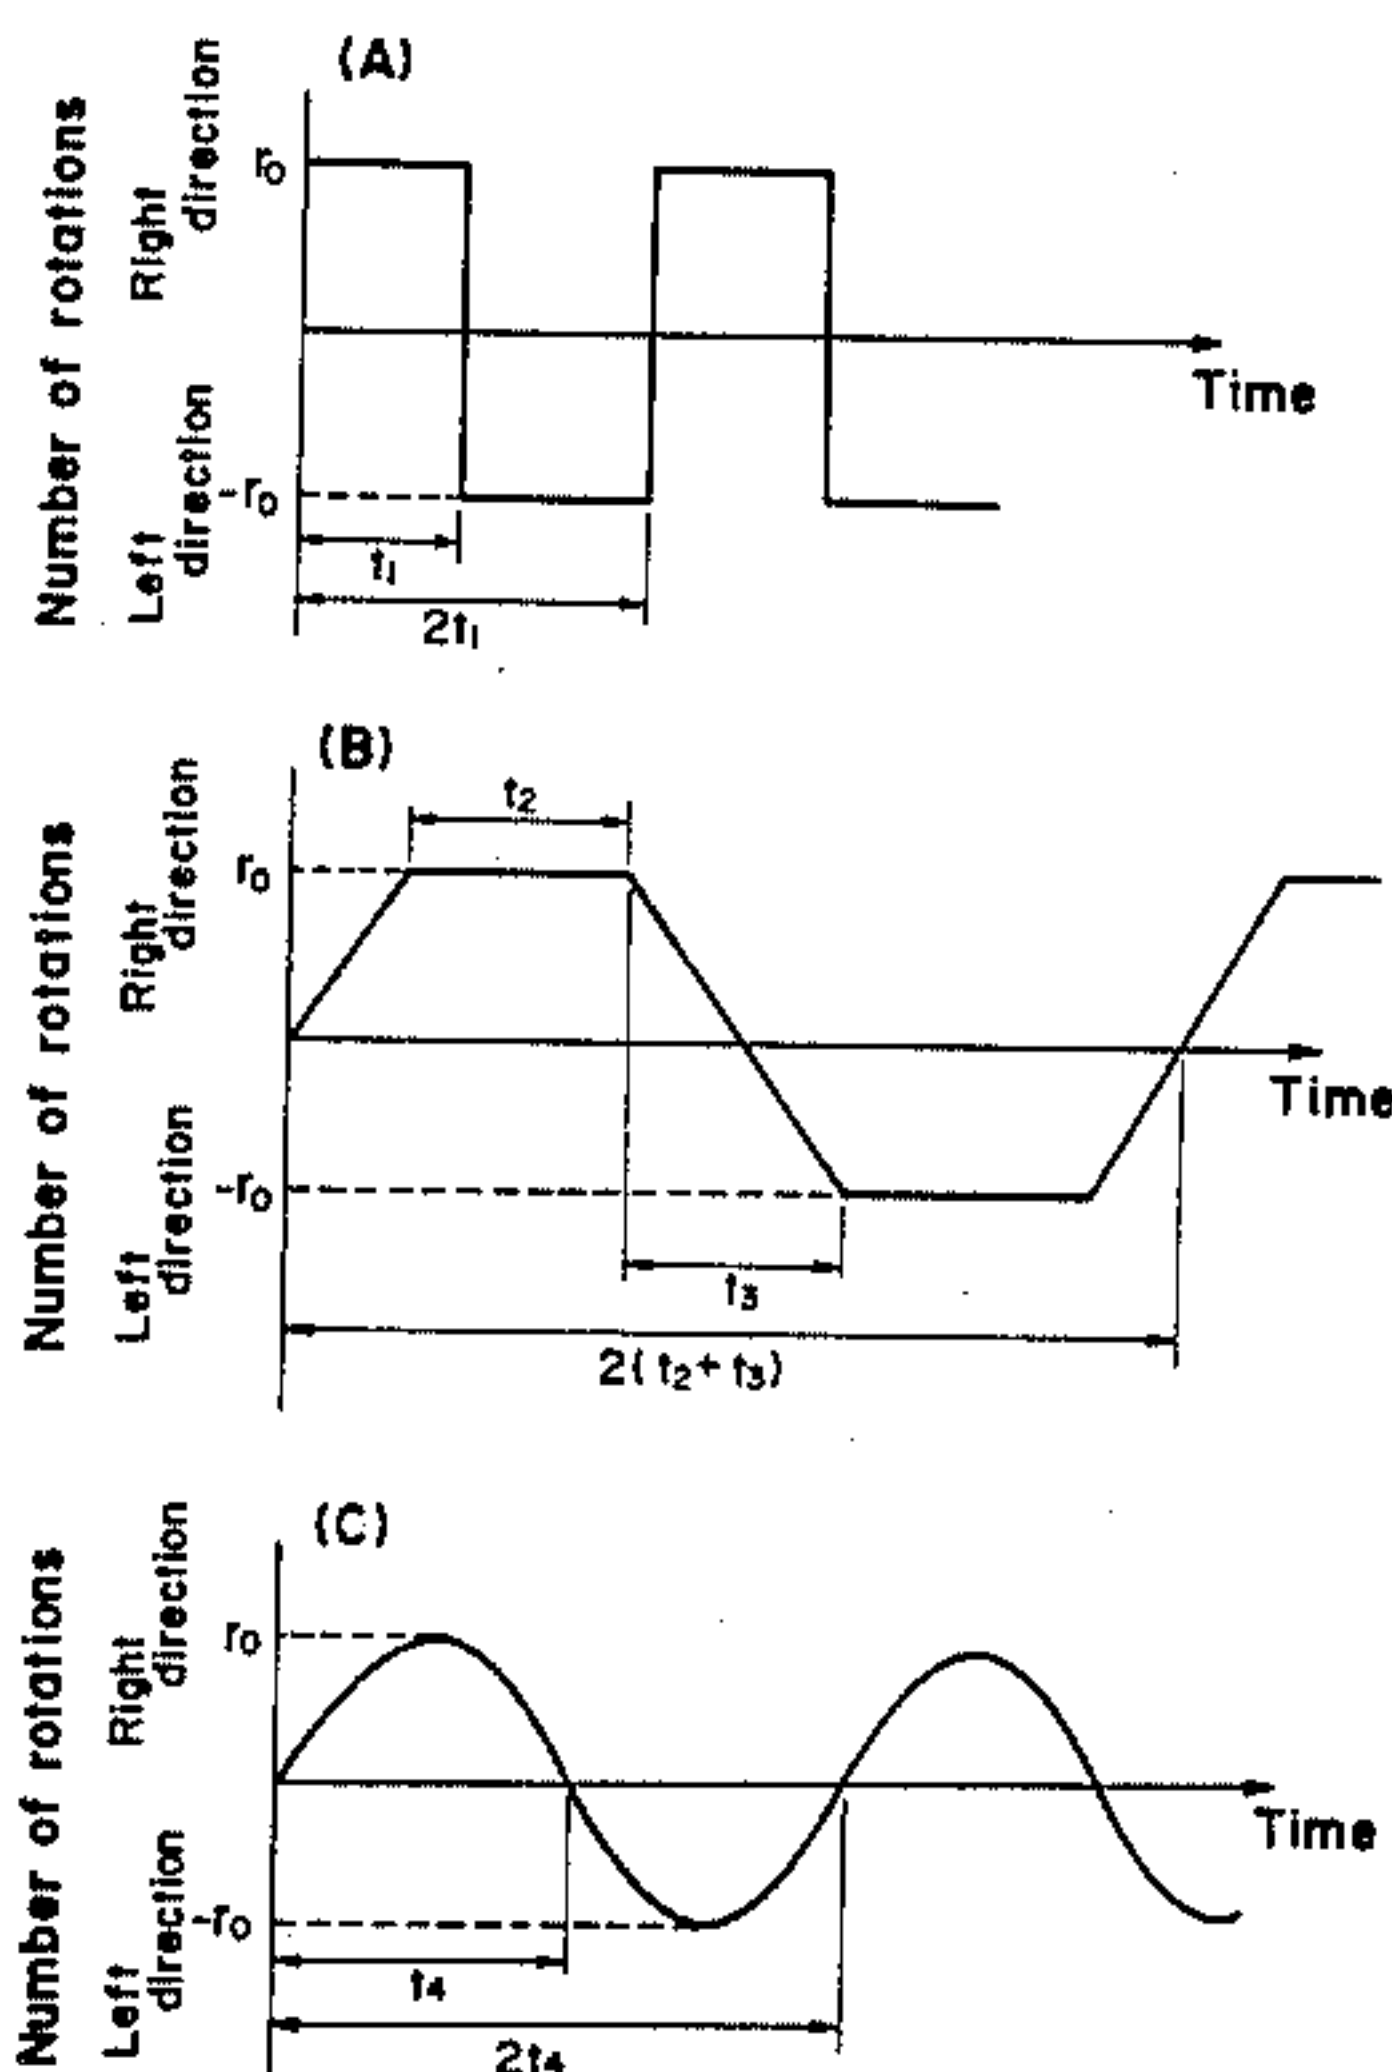 (A)
Number of rotations
Right direction
Left direction
r₀
-r₀
t₁
2t₁
Time
(B)
Number of rotations
Right direction
Left direction
r₀
-r₀
t₂
t₃
2(t₂+t₃)
Time
(C)
Number of rotations
Right direction
Left direction
r₀
-r₀
t₄
2t₄
Time